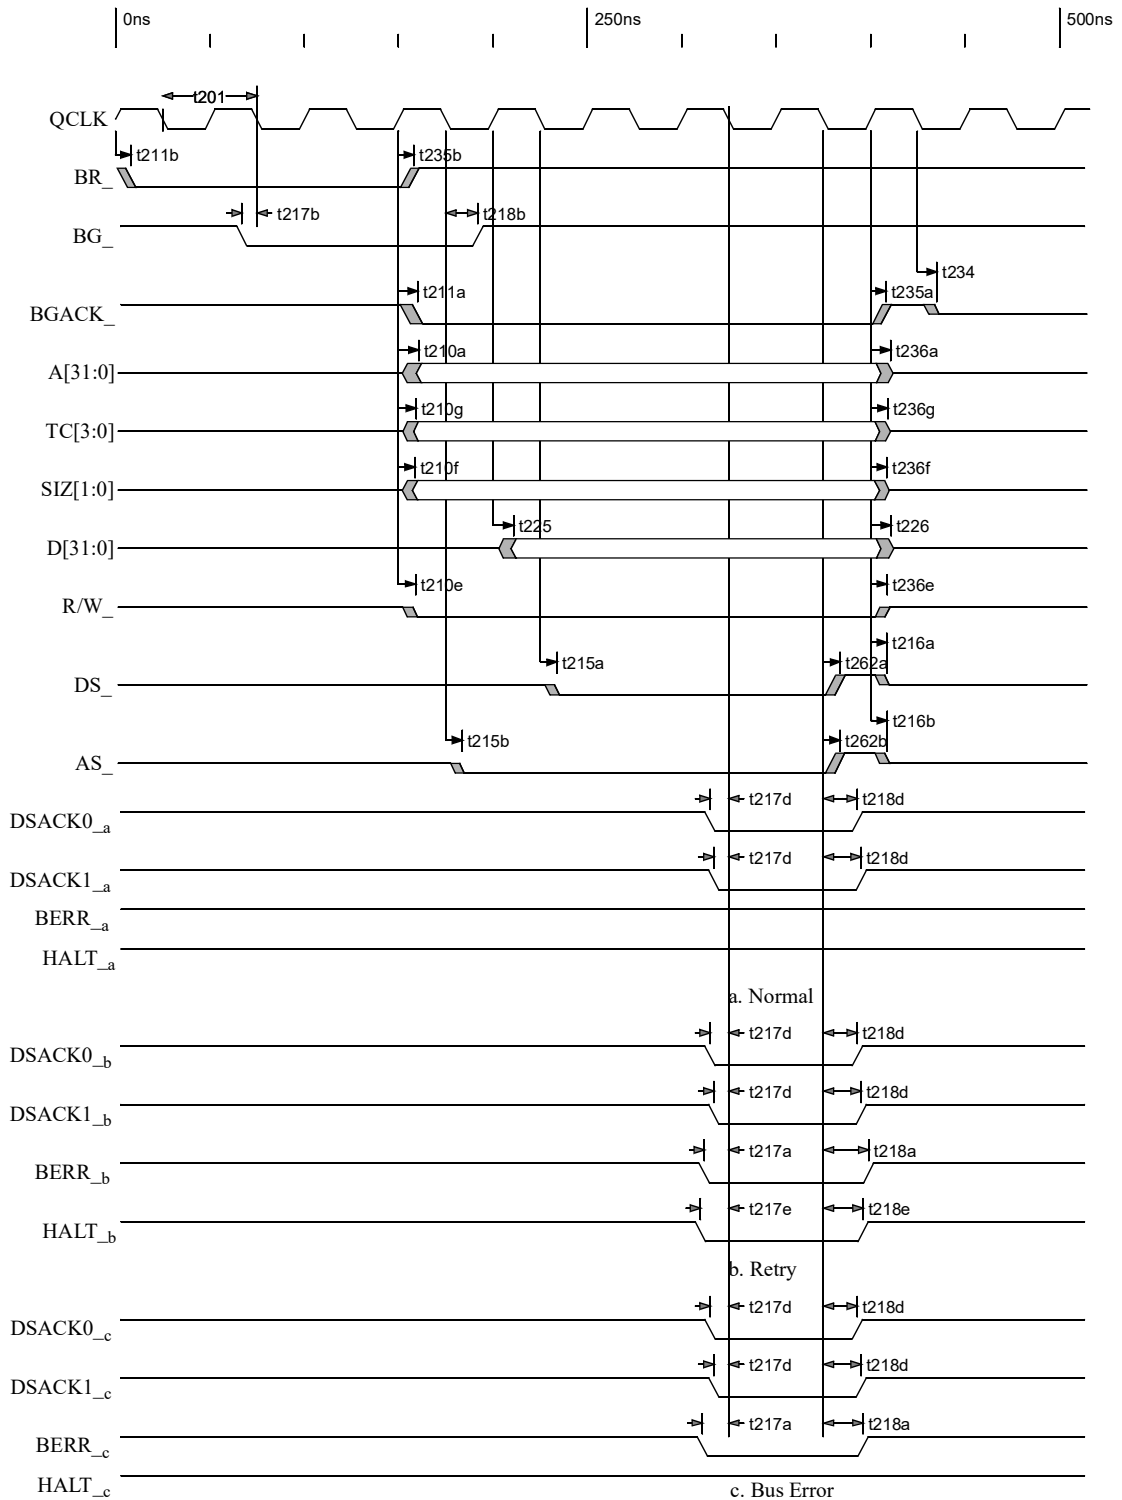 0ns 250ns 500ns
t201
QCLK
t211b t235b
BR_
t217b t218b
BG_
t234
t211a t235a
BGACK_
t210a t236a
A[31:0]
t210g t236g
TC[3:0]
t210f t236f
SIZ[1:0]
t225 t226
D[31:0]
t210e t236e
R/W_
t216a
t215a t262a
DS_
t216b
t215b t262b
AS_
t217d t218d
DSACK0_a
t217d t218d
DSACK1_a
BERR_a
HALT_a
a. Normal
t217d t218d
DSACK0_b
t217d t218d
DSACK1_b
t217a t218a
BERR_b
t217e t218e
HALT_b
b. Retry
t217d t218d
DSACK0_c
t217d t218d
DSACK1_c
t217a t218a
BERR_c
HALT_c
c. Bus Error